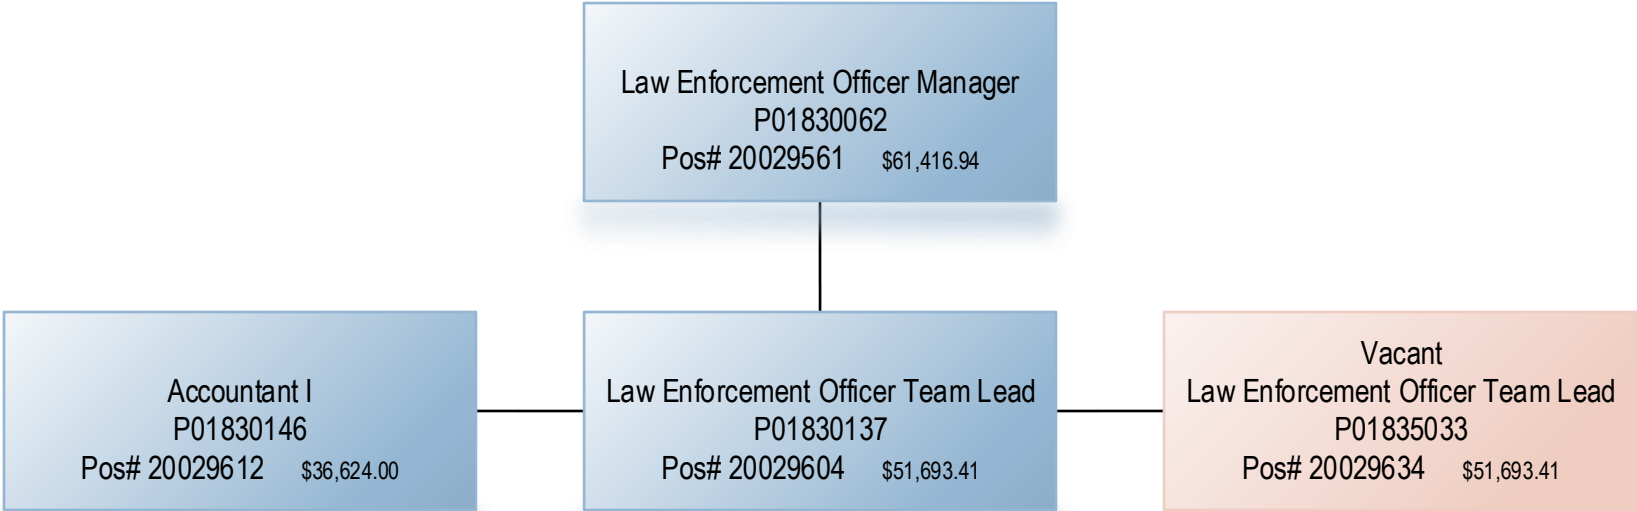 Law Enforcement Officer Manager
P01830062
Pos# 20029561 $61,416.94
Accountant I
P01830146
Pos# 20029612 $36,624.00
Law Enforcement Officer Team Lead
P01830137
Pos# 20029604 $51,693.41
Vacant
Law Enforcement Officer Team Lead
P01835033
Pos# 20029634 $51,693.41